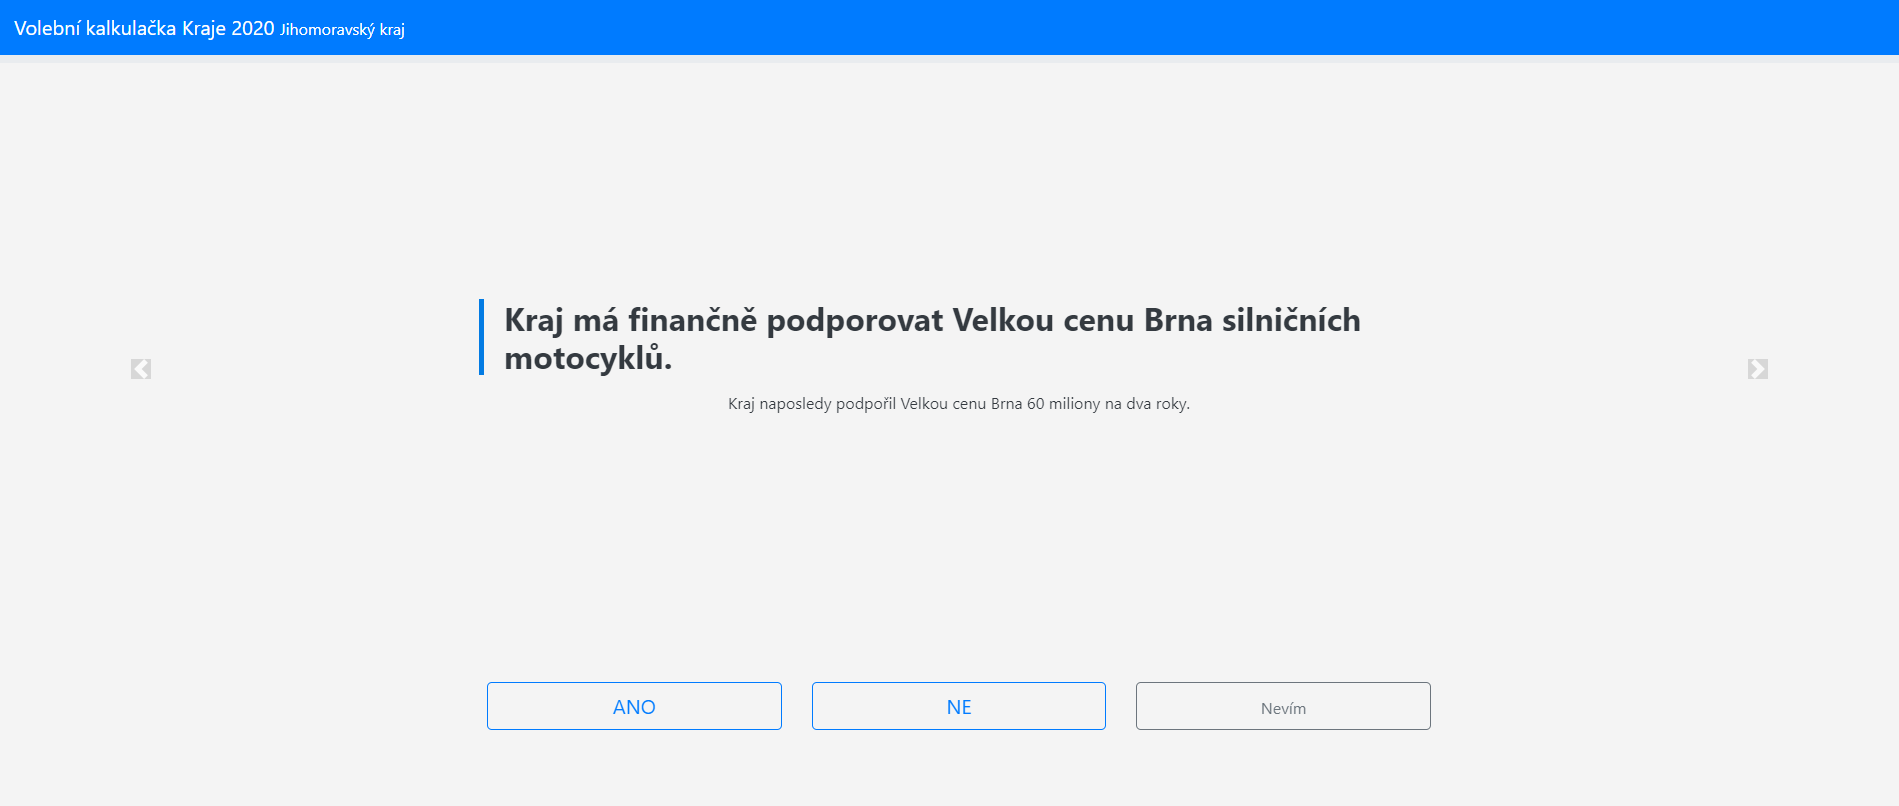 Volební kalkulačka Kraje 2020 Jihomoravský kraj
Kraj má finančně podporovat Velkou cenu Brna silničních
motocyklů.
Kraj naposledy podpořil Velkou cenu Brna 60 miliony na dva roky.
ANO
NE
Nevím